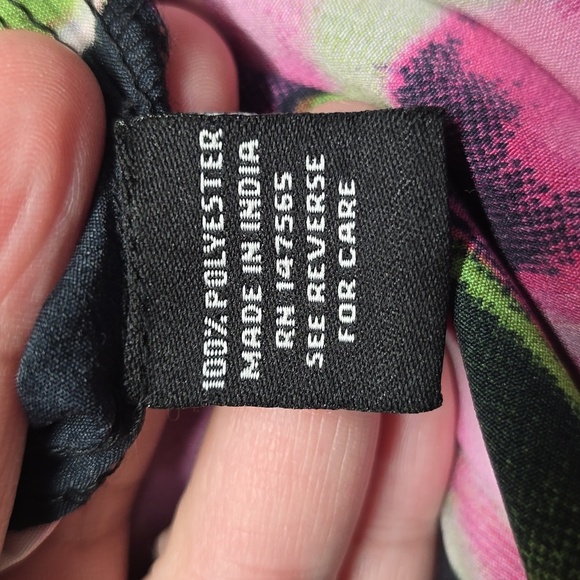 100% POLYESTER
MADE IN INDIA
RN 147565
SEE REVERSE
FOR CARE